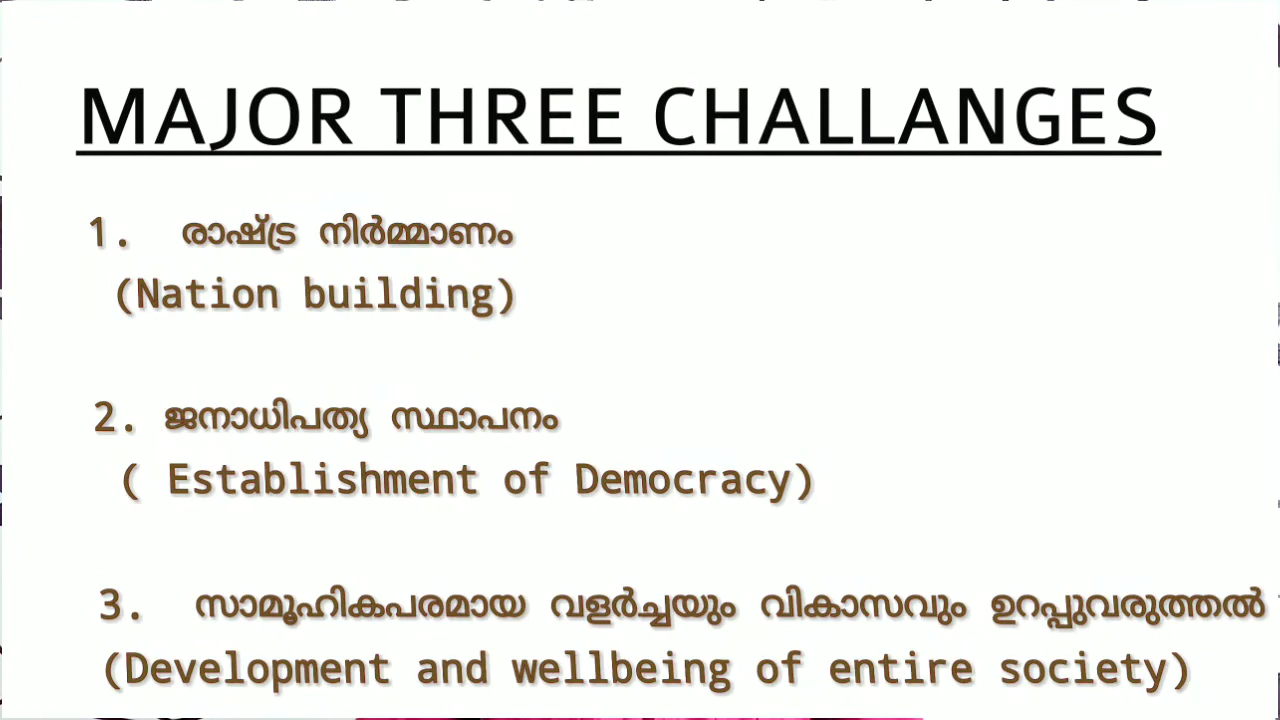 MAJOR THREE CHALLANGES
1. രാഷ്ട്ര നിർമ്മാണം
(Nation building)
2. ജനാധിപത്യ സ്ഥാപനം
( Establishment of Democracy)
3. സാമൂഹികപരമായ വളർച്ചയും വികാസവും ഉറപ്പുവരുത്തൽ
(Development and wellbeing of entire society)